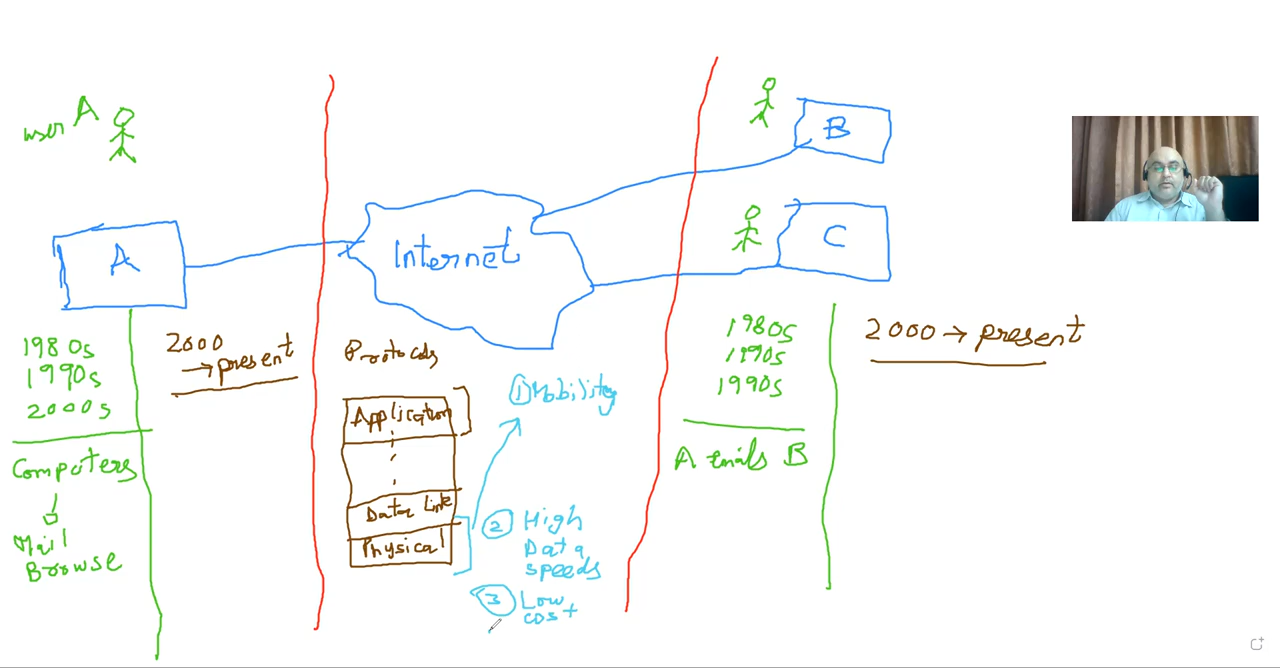 user A
A
1980s
1990s
2000s
Computers
Mail
Browse
2000
→ present
Internet
Protocols
Application
Data Link
Physical
① Mobility
② High
Data
speeds
③ Low
cost
B
C
1980s
1990s
1990s
A emails B
2000 → present